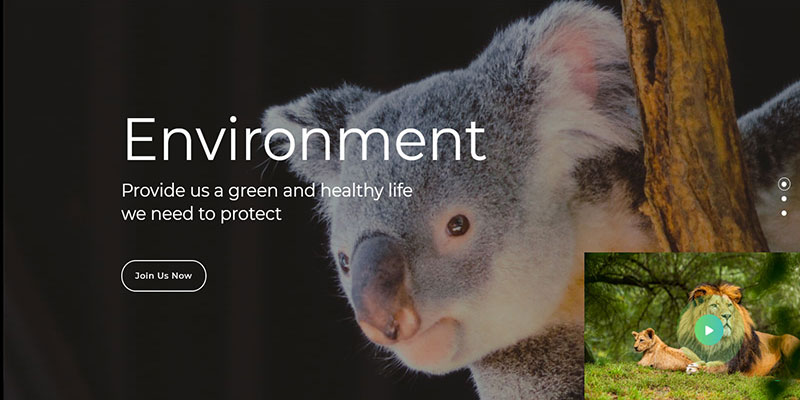 Environment
Provide us a green and healthy life
we need to protect
Join Us Now